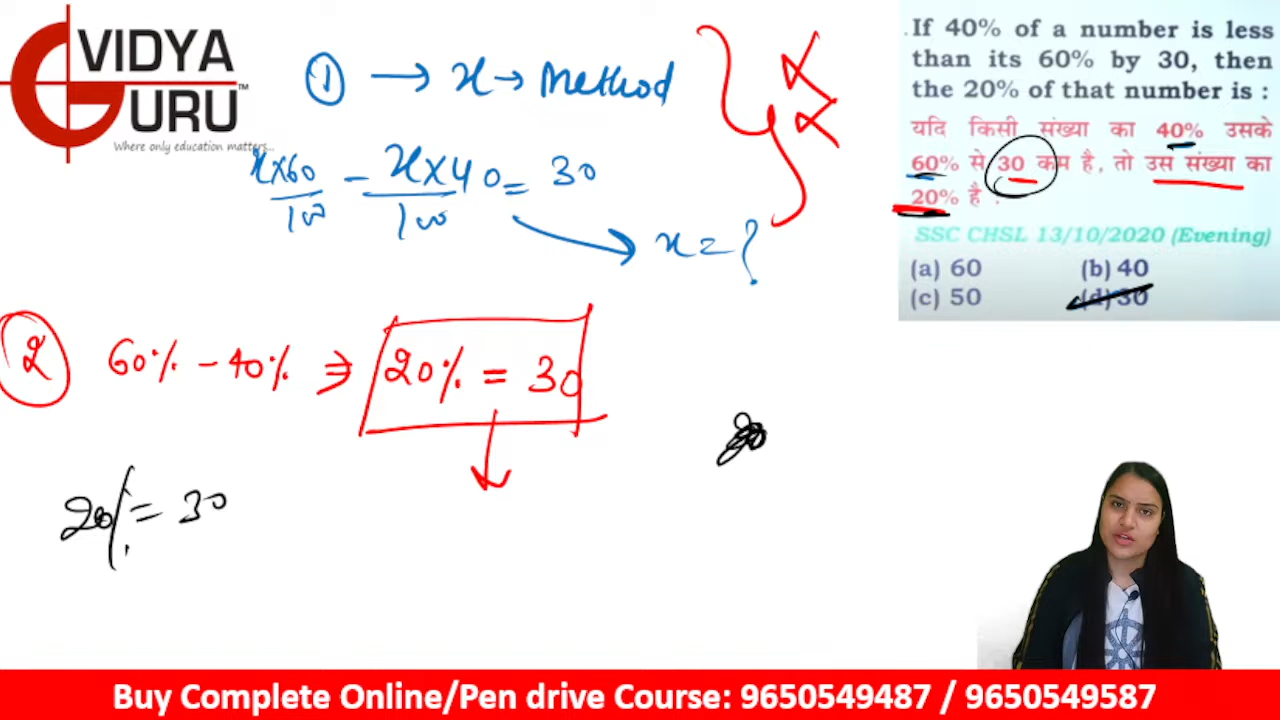 VIDYA
GURU™
Where only education matters...
① → x → Method
x×60/100 - x×40/100 = 30
x = ?
② 60% - 40% ⇒ 20% = 30
20% = 30
If 40% of a number is less
than its 60% by 30, then
the 20% of that number is :
यदि किसी संख्या का 40% उसके
60% से 30 कम है, तो उस संख्या का
20% है :
SSC CHSL 13/10/2020 (Evening)
(a) 60 (b) 40
(c) 50 (d) 30
Buy Complete Online/Pen drive Course: 9650549487 / 9650549587